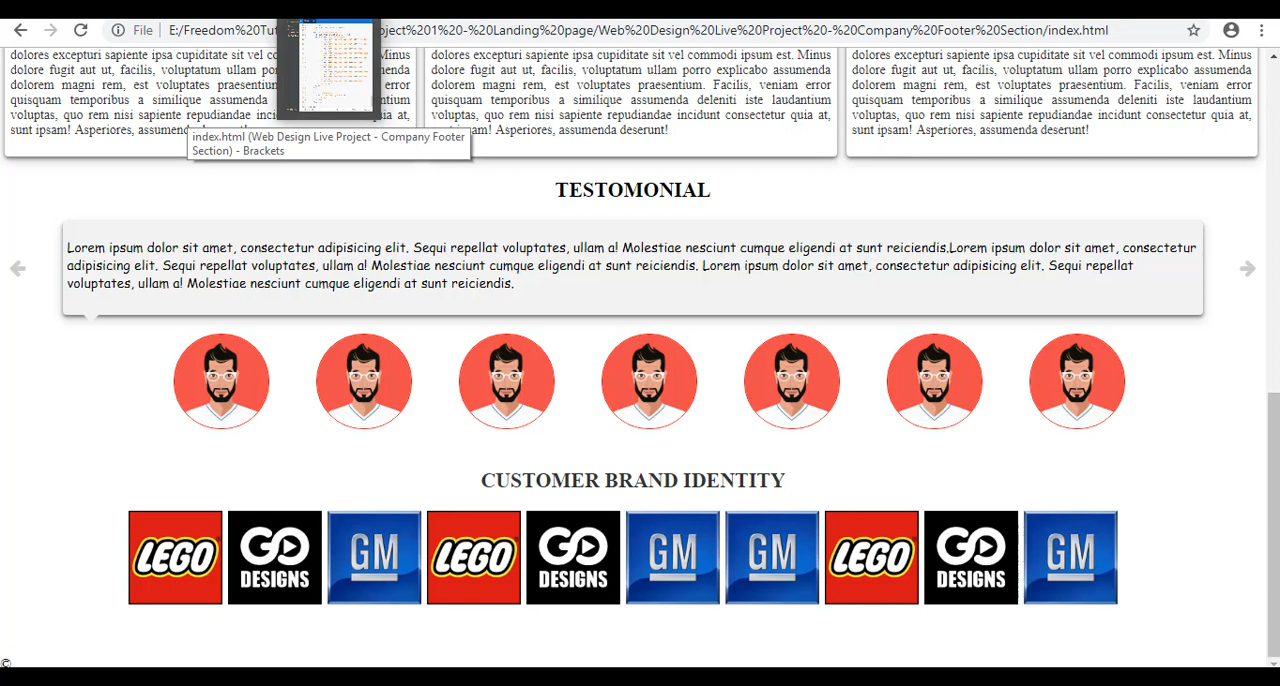 File | E:/Freedom%20Tut ject%201%20-%20Landing%20page/Web%20Design%20Live%20Project%20-%20Company%20Footer%20Section/index.html
dolores excepturi sapiente ipsa cupiditate sit vel co dolores excepturi sapiente ipsa cupiditate sit vel commodi ipsum est. Minus dolores excepturi sapiente ipsa cupiditate sit vel commodi ipsum est. Minus
dolore fugit aut ut, facilis, voluptatum ullam por dolore fugit aut ut, facilis, voluptatum ullam porro explicabo assumenda dolore fugit aut ut, facilis, voluptatum ullam porro explicabo assumenda
dolorem magni rem, est voluptates praesentium error dolorem magni rem, est voluptates praesentium. Facilis, veniam error dolorem magni rem, est voluptates praesentium. Facilis, veniam error
quisquam temporibus a similique assumenda antium quisquam temporibus a similique assumenda deleniti iste laudantium quisquam temporibus a similique assumenda deleniti iste laudantium
voluptas, quo rem nisi sapiente repudiandae quia at, voluptas, quo rem nisi sapiente repudiandae incidunt consectetur quia at, voluptas, quo rem nisi sapiente repudiandae incidunt consectetur quia at,
sunt ipsam! Asperiores, assumenda deserunt! Asperiores, assumenda deserunt! sunt ipsam! Asperiores, assumenda deserunt!
index.html (Web Design Live Project - Company Footer
Section) - Brackets
TESTOMONIAL
Lorem ipsum dolor sit amet, consectetur adipisicing elit. Sequi repellat voluptates, ullam a! Molestiae nesciunt cumque eligendi at sunt reiciendis.Lorem ipsum dolor sit amet, consectetur
adipisicing elit. Sequi repellat voluptates, ullam a! Molestiae nesciunt cumque eligendi at sunt reiciendis. Lorem ipsum dolor sit amet, consectetur adipisicing elit. Sequi repellat
voluptates, ullam a! Molestiae nesciunt cumque eligendi at sunt reiciendis.
CUSTOMER BRAND IDENTITY
LEGO GO DESIGNS GM LEGO GO DESIGNS GM GM LEGO GO DESIGNS GM
©